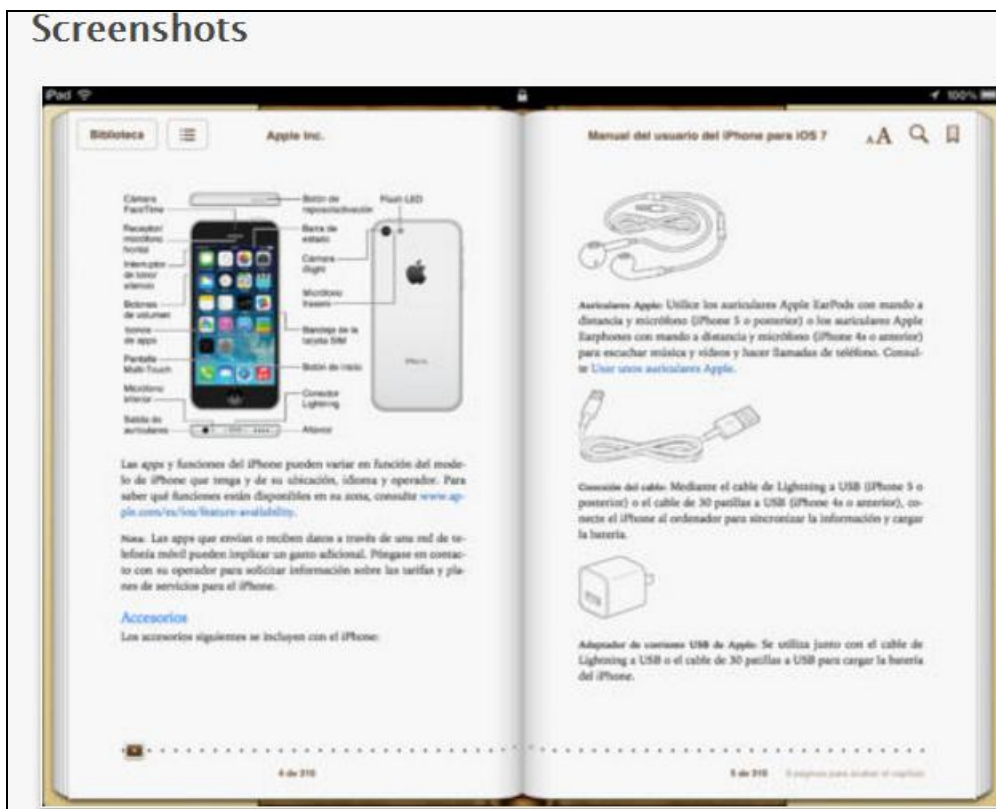 Screenshots
iPad
100%
Biblioteca
Apple Inc.
Manual del usuario del iPhone para iOS 7
AA
Cámara
FaceTime
Receptor/
micrófono
frontal
Interruptor
de tono/
silencio
Botones
de volumen
Iconos
de apps
Pantalla
Multi-Touch
Micrófono
inferior
Salida de
auriculares
Botón de
reposo/activación
Barra de
estado
Cámara
iSight
Micrófono
trasero
Bandeja de la
tarjeta SIM
Botón de inicio
Conector
Lightning
Altavoz
Flash LED
iPhone
Las apps y funciones del iPhone pueden variar en función del mode-
lo de iPhone que tenga y de su ubicación, idioma y operador. Para
saber qué funciones están disponibles en su zona, consulte www.ap-
ple.com/es/ios/feature-availability.
Nota: Las apps que envían o reciben datos a través de una red de te-
lefonía móvil pueden implicar un gasto adicional. Póngase en contac-
to con su operador para solicitar información sobre las tarifas y pla-
nes de servicios para el iPhone.
Accesorios
Los accesorios siguientes se incluyen con el iPhone:
4 de 310
Auriculares Apple: Utilice los auriculares Apple EarPods con mando a
distancia y micrófono (iPhone 5 o posterior) o los auriculares Apple
Earphones con mando a distancia y micrófono (iPhone 4s o anterior)
para escuchar música y vídeos y hacer llamadas de teléfono. Consul-
te Usar unos auriculares Apple.
Conexión del cable: Mediante el cable de Lightning a USB (iPhone 5 o
posterior) o el cable de 30 patillas a USB (iPhone 4s o anterior), co-
necte el iPhone al ordenador para sincronizar la información y cargar
la batería.
Adaptador de corriente USB de Apple: Se utiliza junto con el cable de
Lightning a USB o el cable de 30 patillas a USB para cargar la batería
del iPhone.
5 de 310
páginas para acabar el capítulo